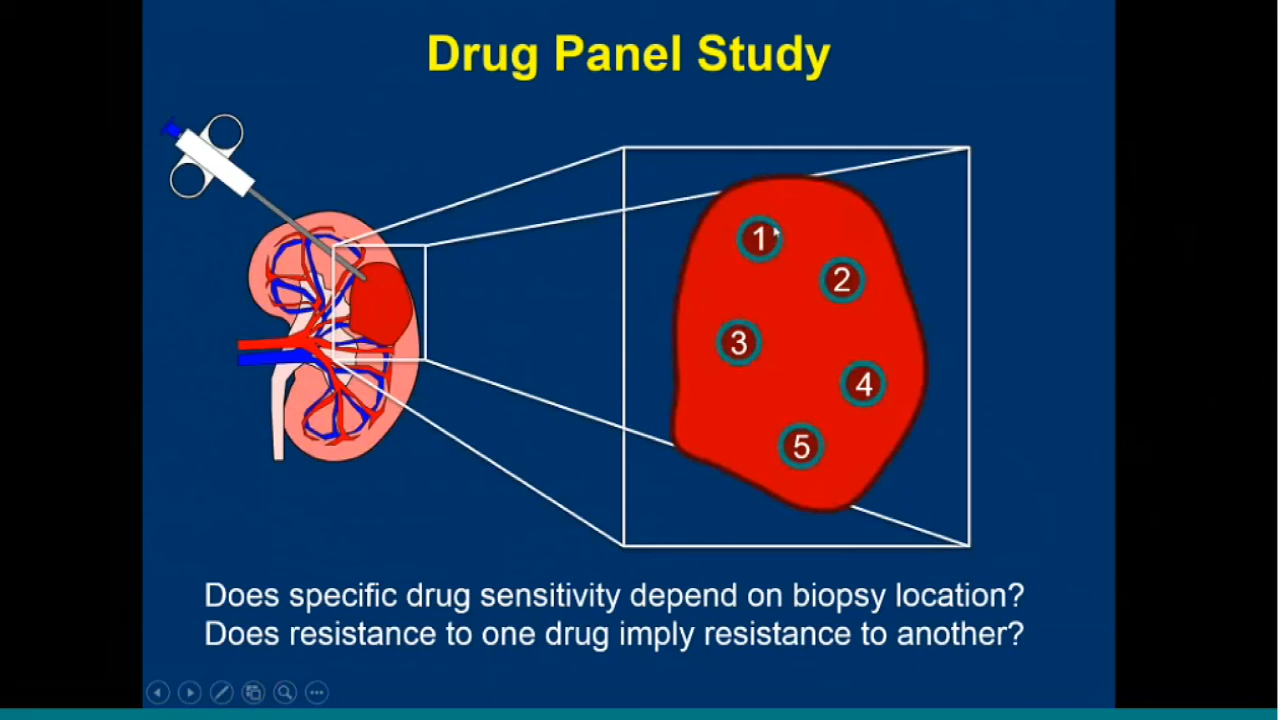 Drug Panel Study
1
2
3
4
5
Does specific drug sensitivity depend on biopsy location?
Does resistance to one drug imply resistance to another?